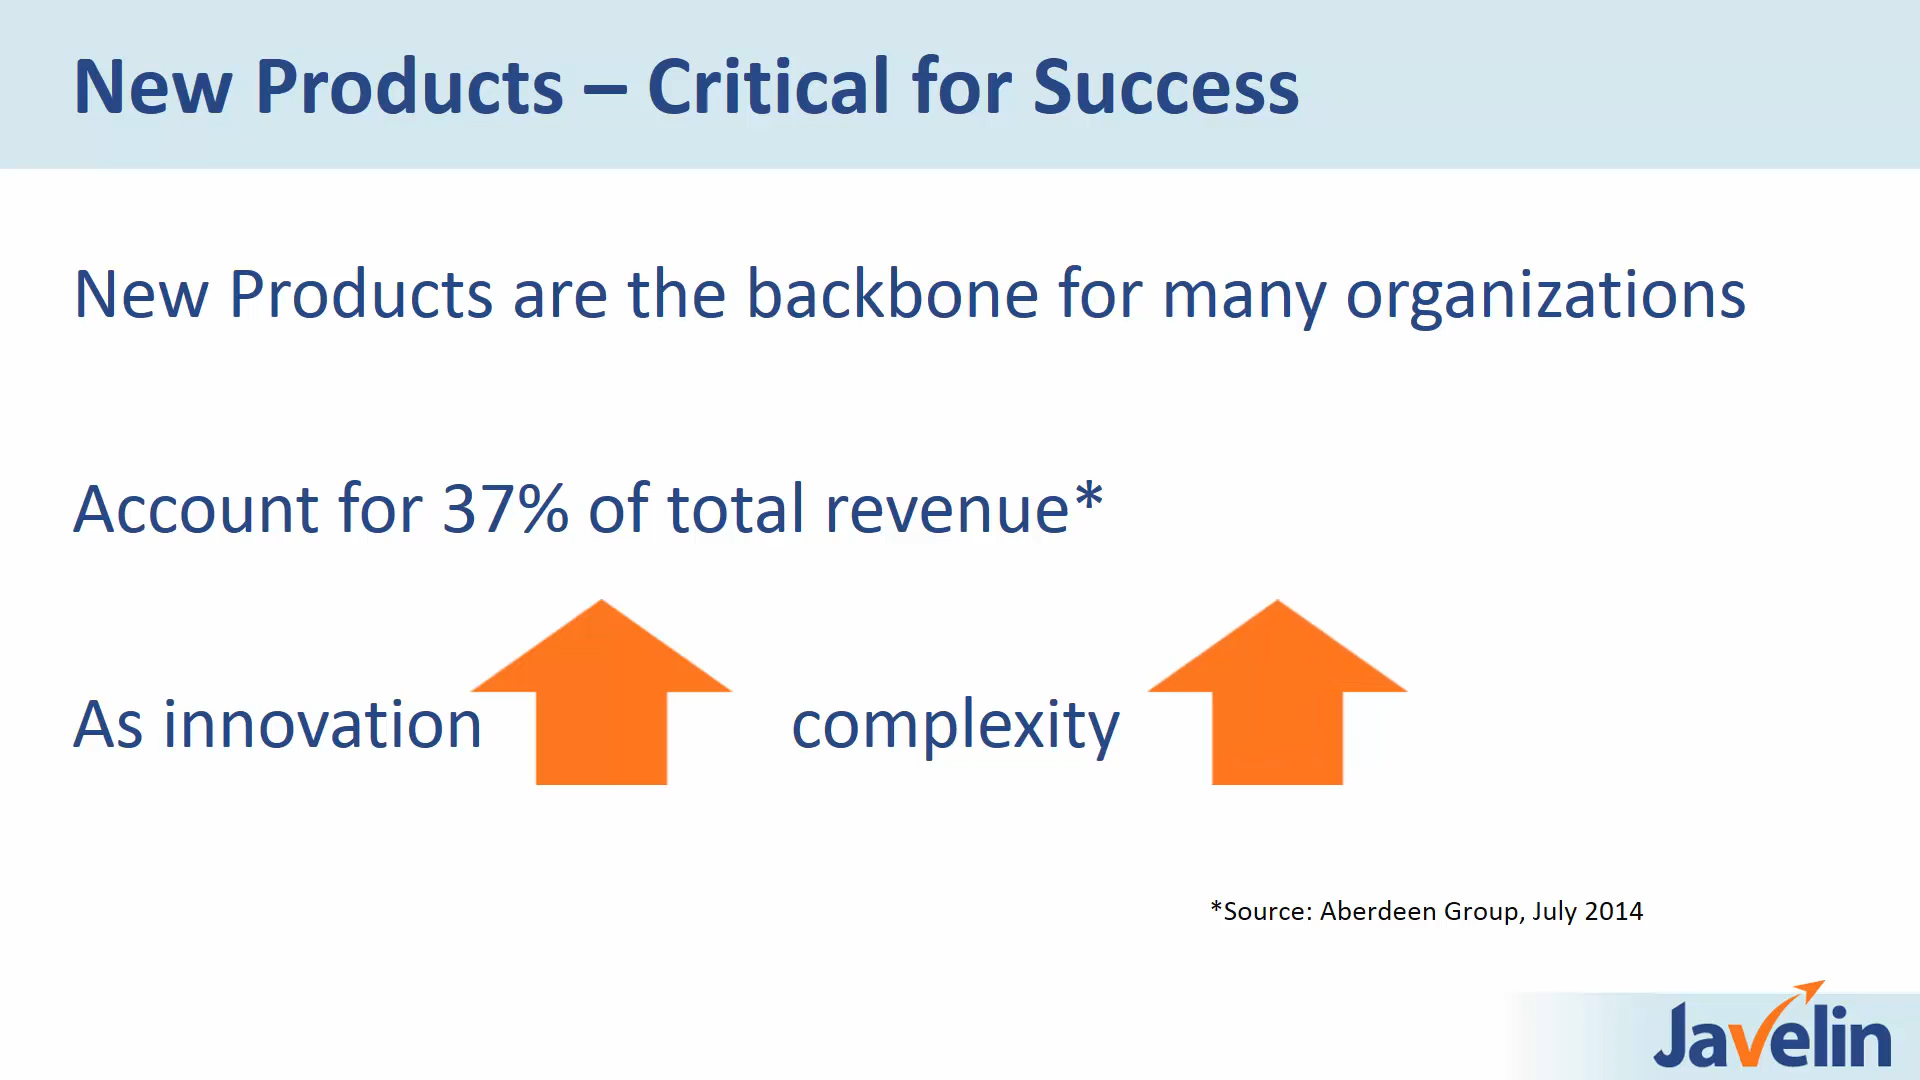 New Products – Critical for Success
New Products are the backbone for many organizations
Account for 37% of total revenue*
As innovation complexity
*Source: Aberdeen Group, July 2014
Javelin